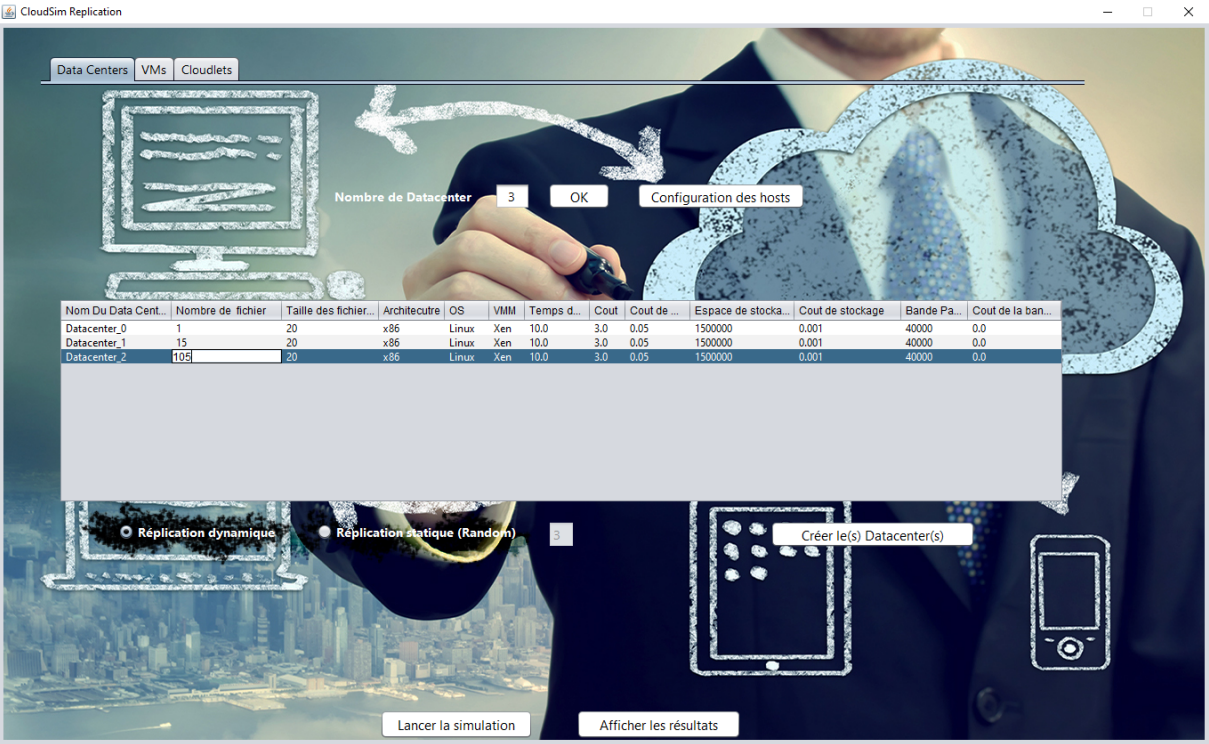 CloudSim Replication
Data Centers VMs Cloudlets
Nombre de Datacenter 3 OK Configuration des hosts
Nom Du Data Cent... Nombre de fichier Taille des fichier... Architecutre OS VMM Temps d... Cout Cout de ... Espace de stocka... Cout de stockage Bande Pa... Cout de la ban...
Datacenter_0 1 20 x86 Linux Xen 10.0 3.0 0.05 1500000 0.001 40000 0.0
Datacenter_1 15 20 x86 Linux Xen 10.0 3.0 0.05 1500000 0.001 40000 0.0
Datacenter_2 105 20 x86 Linux Xen 10.0 3.0 0.05 1500000 0.001 40000 0.0
Réplication dynamique Réplication statique (Random) 3 Créer le(s) Datacenter(s)
Lancer la simulation Afficher les résultats